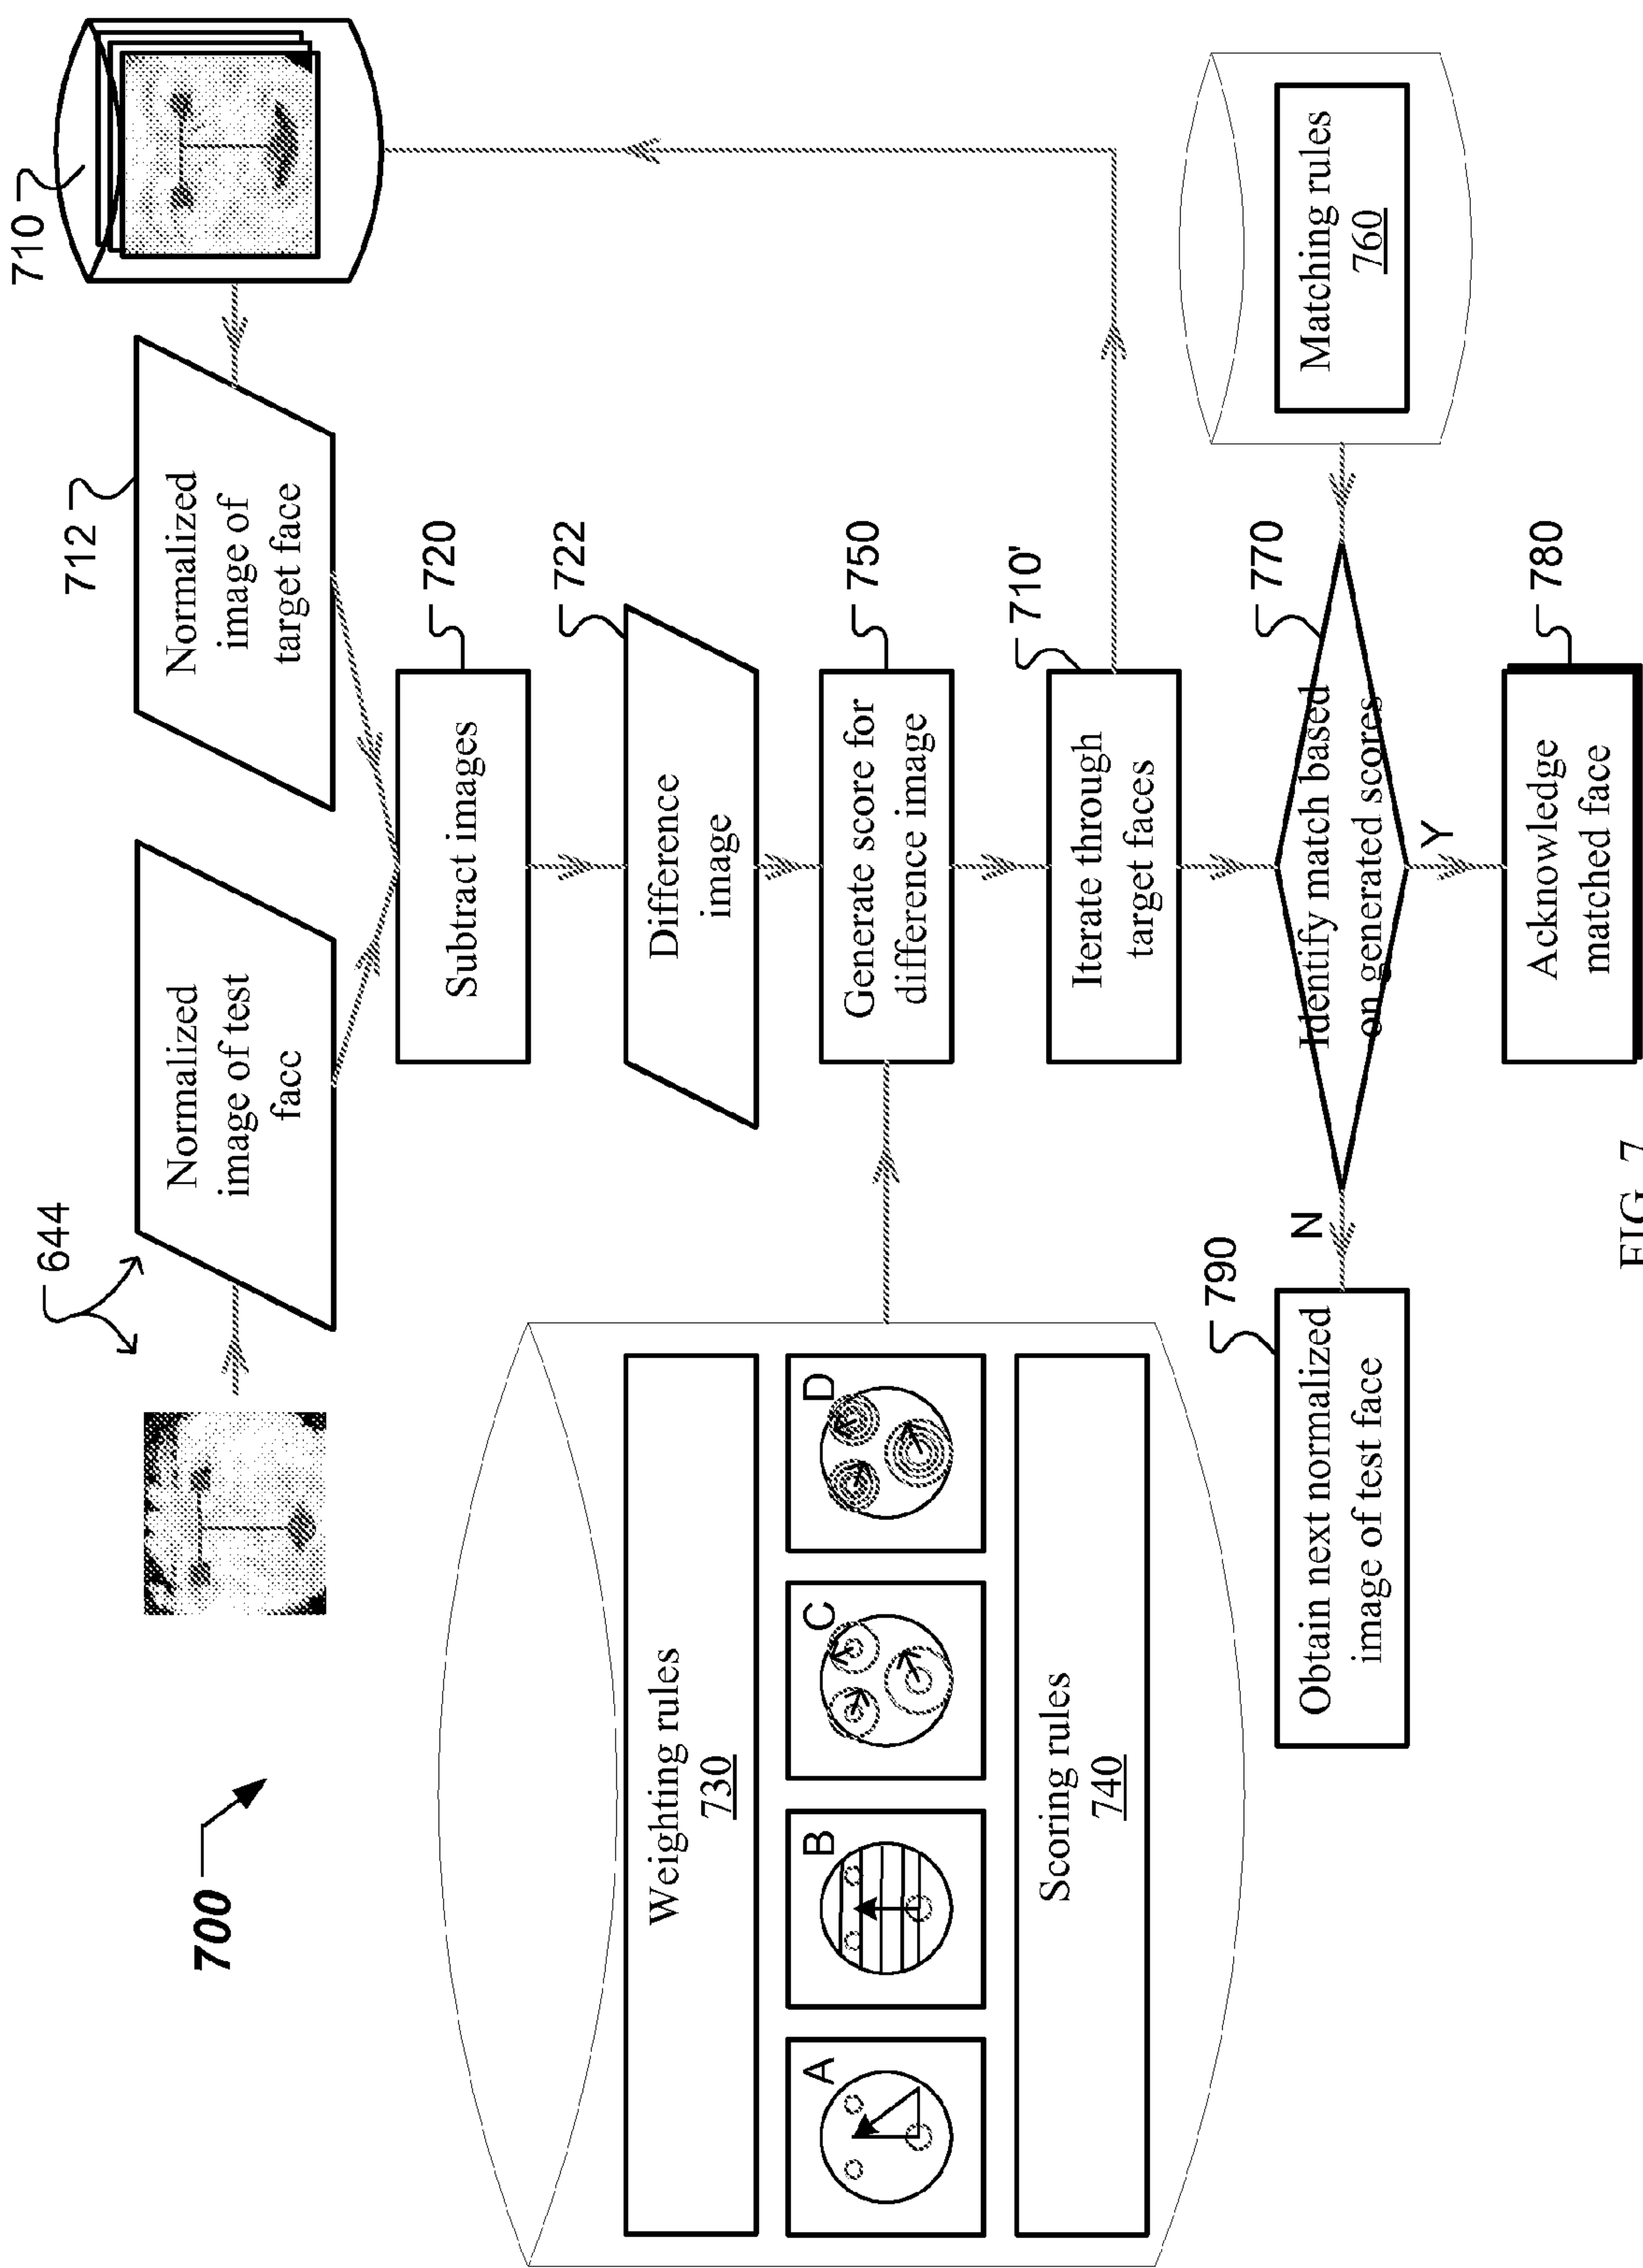 700
644
710
712
Normalized
image of test
facc
Normalized
image of
target face
Subtract images
720
Difference
image
722
Weighting rules
730
A
B
C
D
Scoring rules
740
Generate score for
difference image
750
Iterate through
target faces
710'
Matching rules
760
Identify match based
on generated scores
770
N
Y
790
Obtain next normalized
image of test face
Acknowledge
matched face
780
FIG. 7